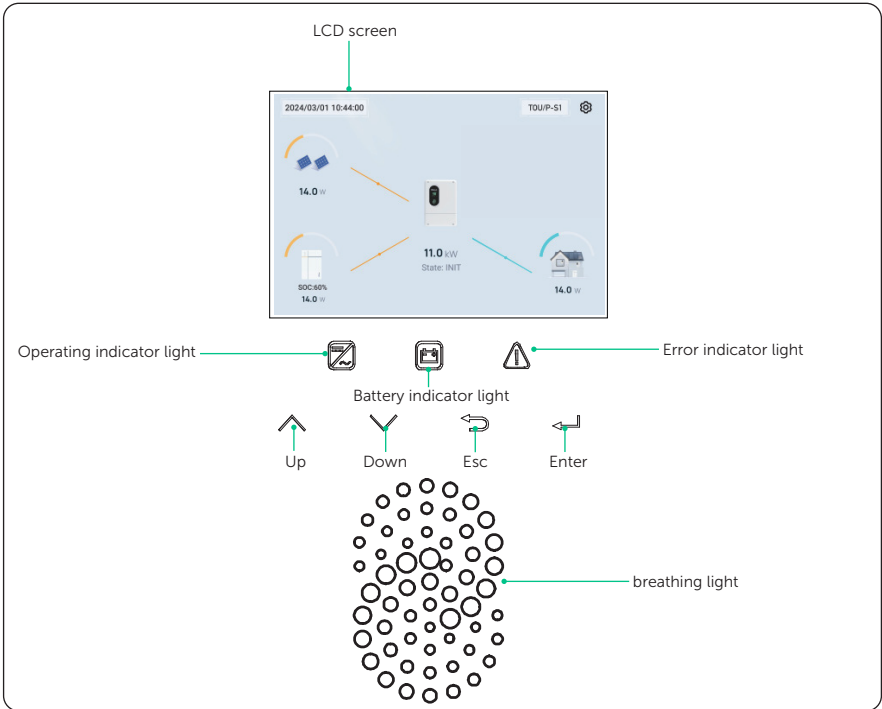 LCD screen
2024/03/01 10:44:00
TOU/P-S1
14.0 W
11.0 kW
State: INIT
SOC:60%
14.0 W
14.0 W
Operating indicator light
Error indicator light
Battery indicator light
Up
Down
Esc
Enter
breathing light